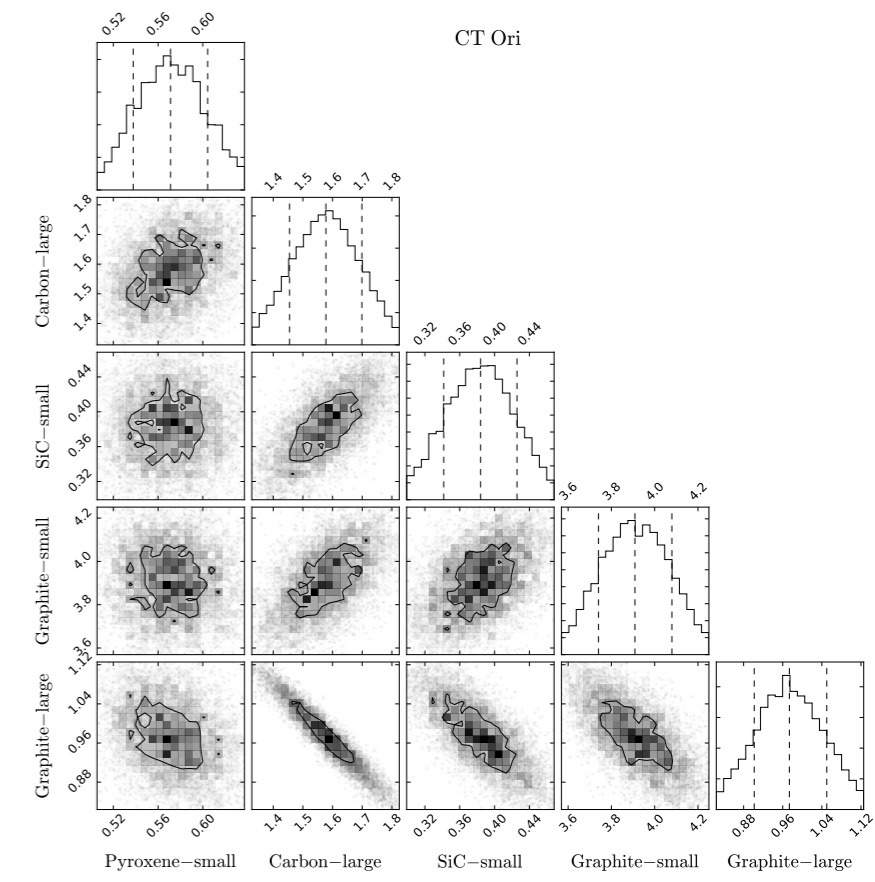 CT Ori
0.52 0.56 0.60
1.4 1.5 1.6 1.7 1.8
Carbon−large
1.8
1.7
1.6
1.5
1.4
0.32 0.36 0.40 0.44
SiC−small
0.44
0.40
0.36
0.32
3.6 3.8 4.0 4.2
Graphite−small
4.2
4.0
3.8
3.6
Graphite−large
1.12
1.04
0.96
0.88
0.52 0.56 0.60
1.4 1.5 1.6 1.7 1.8
0.32 0.36 0.40 0.44
3.6 3.8 4.0 4.2
0.88 0.96 1.04 1.12
Pyroxene−small Carbon−large SiC−small Graphite−small Graphite−large